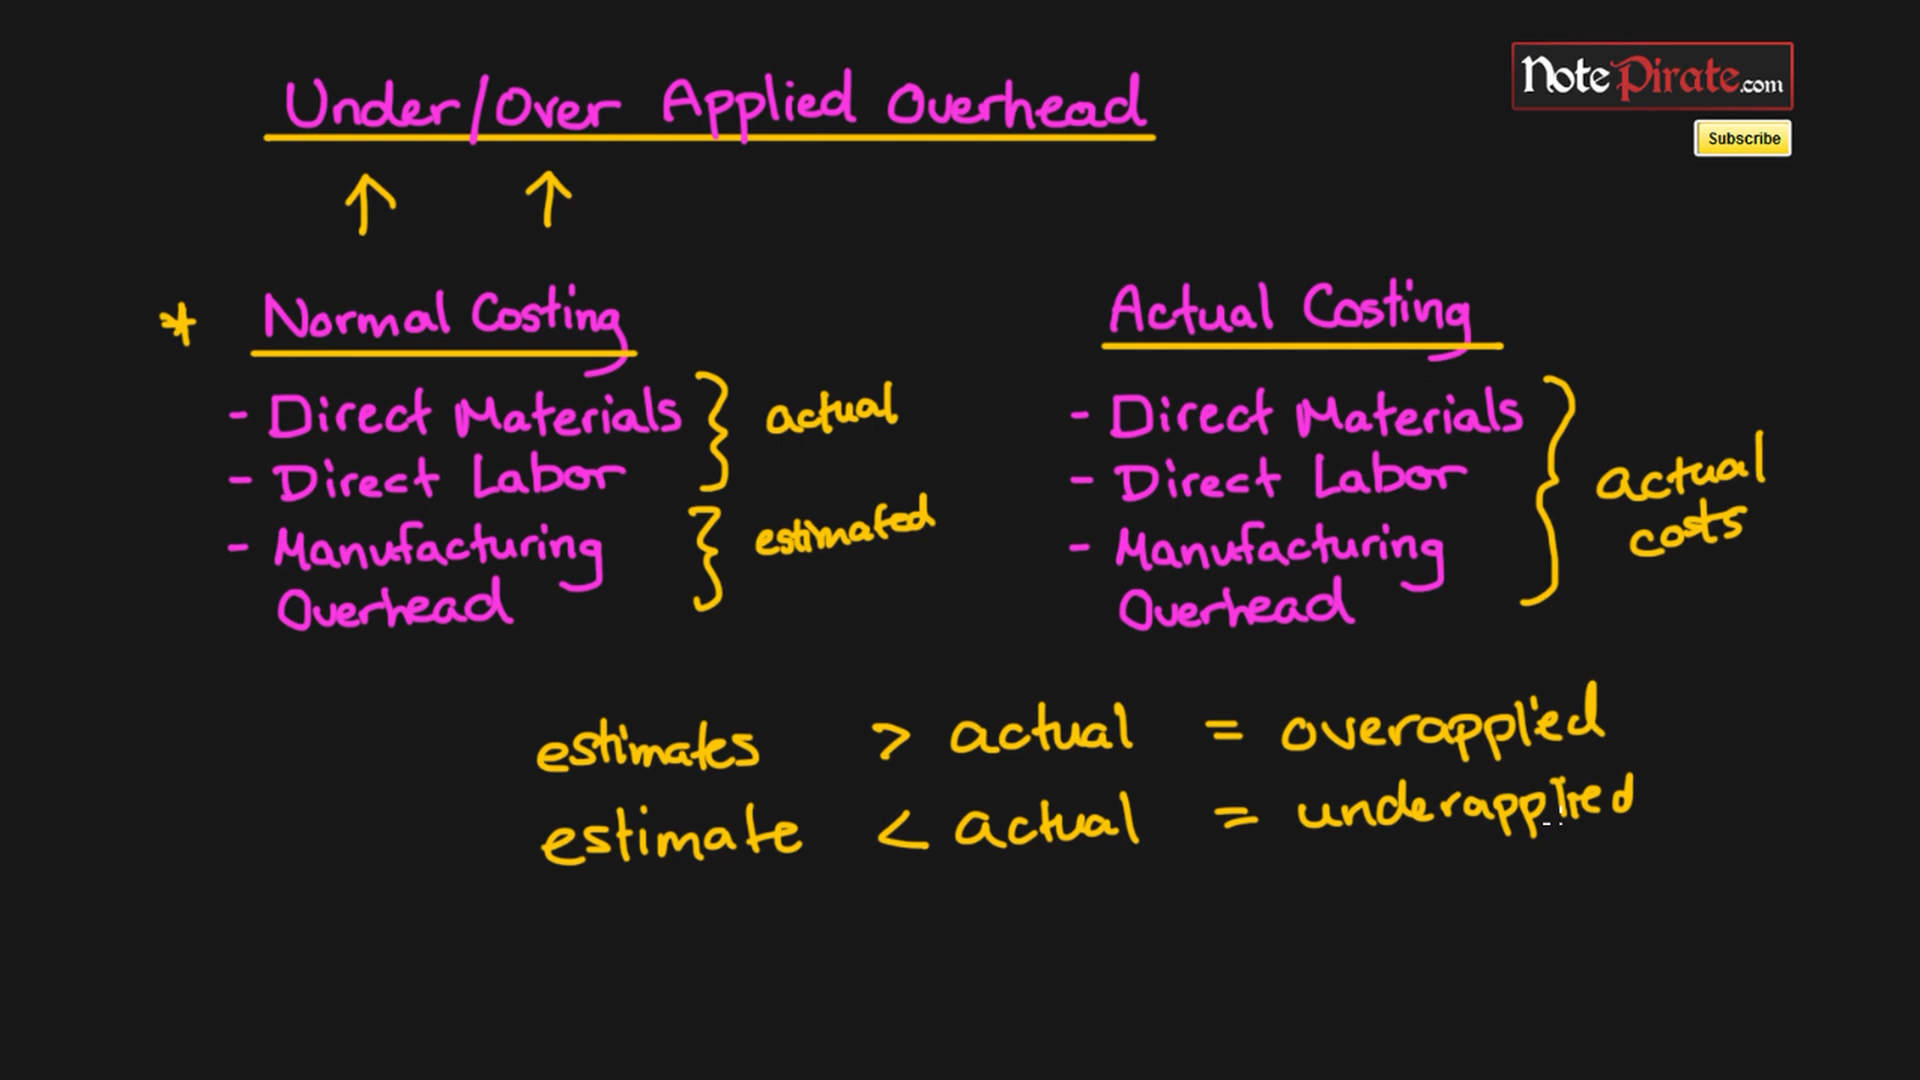 Under/Over Applied Overhead
NotePirate.com
Subscribe
* Normal Costing
- Direct Materials
- Direct Labor
- Manufacturing
Overhead
actual
estimated
Actual Costing
- Direct Materials
- Direct Labor
- Manufacturing
Overhead
actual
costs
estimates > actual = overapplied
estimate < actual = underapplied